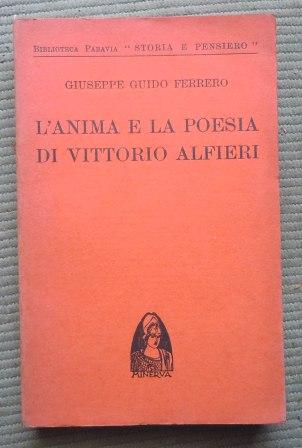 BIBLIOTECA PARAVIA "STORIA E PENSIERO"
GIUSEPPE GUIDO FERRERO
L'ANIMA E LA POESIA
DI VITTORIO ALFIERI
MINERVA